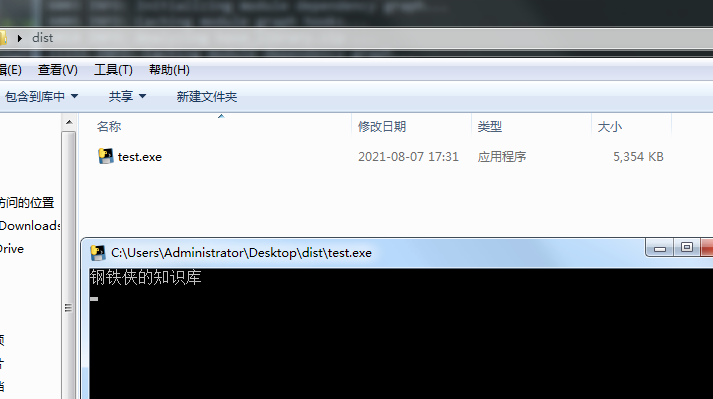 dist
辑(E) 查看(V) 工具(T) 帮助(H)
包含到库中 共享 新建文件夹
名称 修改日期 类型 大小
test.exe 2021-08-07 17:31 应用程序 5,354 KB
访问的位置
Downloads
Drive
C:\Users\Administrator\Desktop\dist\test.exe
钢铁侠的知识库